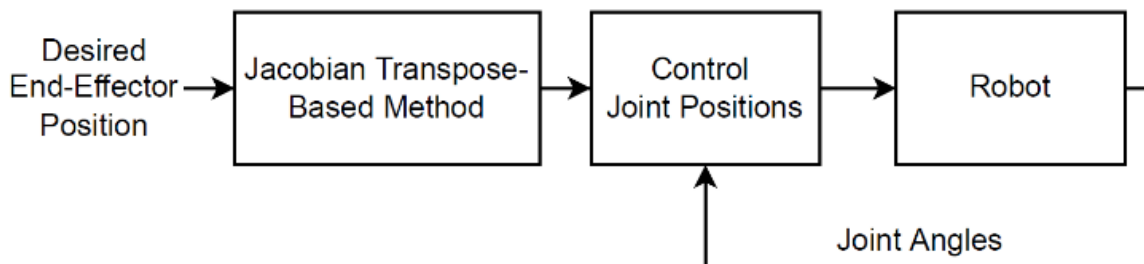 Desired
End-Effector
Position
Jacobian Transpose-
Based Method
Control
Joint Positions
Robot
Joint Angles